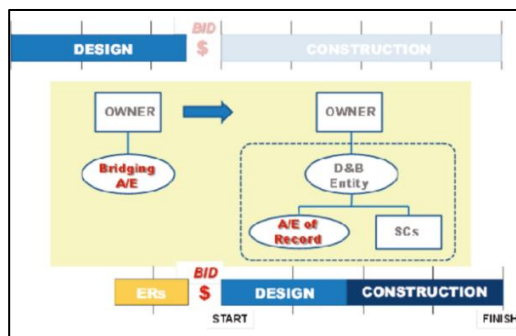 BID
DESIGN
$
CONSTRUCTION
OWNER
OWNER
Bridging
A/E
D&B
Entity
A/E of
Record
SCs
BID
ERs
$
DESIGN
CONSTRUCTION
START
FINISH